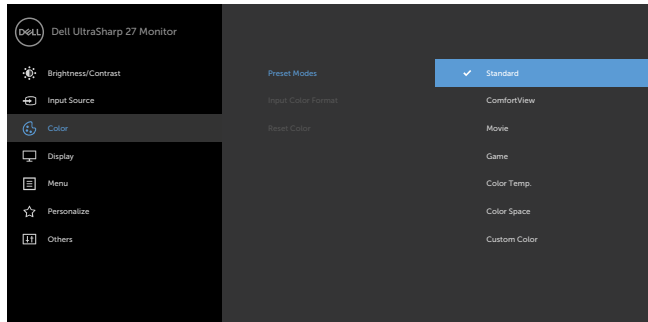 DELL Dell UltraSharp 27 Monitor
Brightness/Contrast
Input Source
Color
Display
Menu
Personalize
Others
Preset Modes
Input Color Format
Reset Color
Standard
ComfortView
Movie
Game
Color Temp.
Color Space
Custom Color